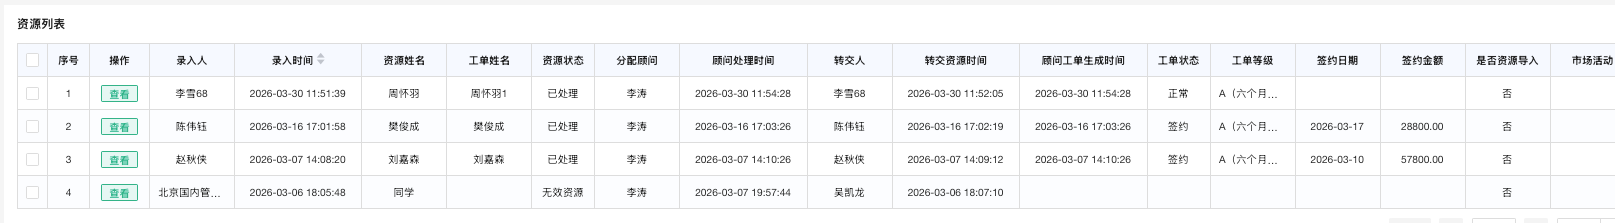 资源列表
序号 操作 录入人 录入时间 资源姓名 工单姓名 资源状态 分配顾问 顾问处理时间 转交人 转交资源时间 顾问工单生成时间 工单状态 工单等级 签约日期 签约金额 是否资源导入 市场活动
1 查看 李雪68 2026-03-30 11:51:39 周怀羽 周怀羽1 已处理 李涛 2026-03-30 11:54:28 李雪68 2026-03-30 11:52:05 2026-03-30 11:54:28 正常 A（六个月... 否
2 查看 陈伟钰 2026-03-16 17:01:58 樊俊成 樊俊成 已处理 李涛 2026-03-16 17:03:26 陈伟钰 2026-03-16 17:02:19 2026-03-16 17:03:26 签约 A（六个月... 2026-03-17 28800.00 否
3 查看 赵秋侠 2026-03-07 14:08:20 刘嘉森 刘嘉森 已处理 李涛 2026-03-07 14:10:26 赵秋侠 2026-03-07 14:09:12 2026-03-07 14:10:26 签约 A（六个月... 2026-03-10 57800.00 否
4 查看 北京国内管... 2026-03-06 18:05:48 同学 无效资源 李涛 2026-03-07 19:57:44 吴凯龙 2026-03-06 18:07:10 否